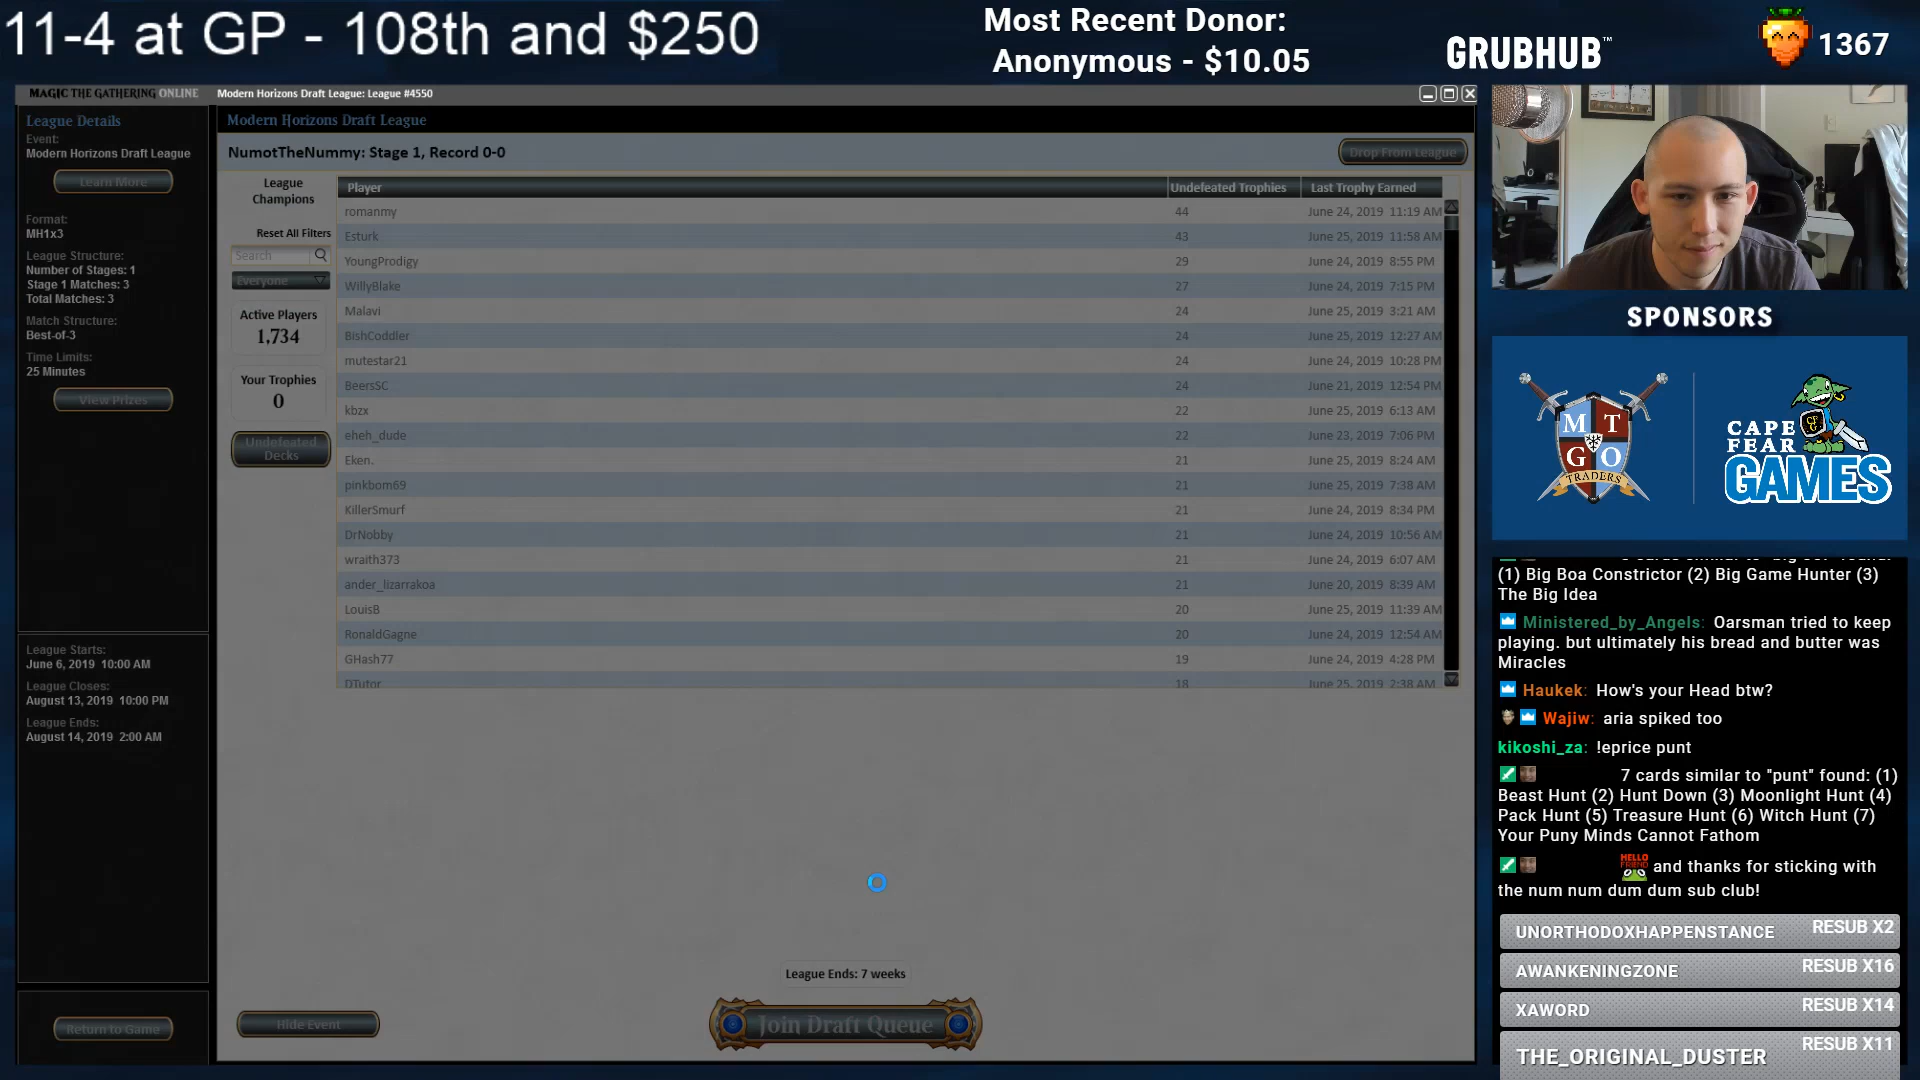 11-4 at GP - 108th and $250
Most Recent Donor:
Anonymous - $10.05
GRUBHUB™
1367
MAGIC THE GATHERING ONLINE
Modern Horizons Draft League: League #4550
League Details
Event:
Modern Horizons Draft League
Learn More
Format:
MH1x3
League Structure:
Number of Stages: 1
Stage 1 Matches: 3
Total Matches: 3
Match Structure:
Best-of-3
Time Limits:
25 Minutes
View Prizes
League Starts:
June 6, 2019 10:00 AM
League Closes:
August 13, 2019 10:00 PM
League Ends:
August 14, 2019 2:00 AM
Return to Game
Modern Horizons Draft League
NumotTheNummy: Stage 1, Record 0-0
Drop From League
League
Champions
Reset All Filters
Search
Everyone
Active Players
1,734
Your Trophies
0
Undefeated
Decks
Player Undefeated Trophies Last Trophy Earned
romanmy 44 June 24, 2019 11:19 AM
Esturk 43 June 25, 2019 11:58 AM
YoungProdigy 29 June 24, 2019 8:55 PM
WillyBlake 27 June 24, 2019 7:15 PM
Malavi 24 June 25, 2019 3:21 AM
BishCoddler 24 June 25, 2019 12:27 AM
mutestar21 24 June 24, 2019 10:28 PM
BeersSC 24 June 21, 2019 12:54 PM
kbzx 22 June 25, 2019 6:13 AM
eheh_dude 22 June 23, 2019 7:06 PM
Eken. 21 June 25, 2019 8:24 AM
pinkbom69 21 June 25, 2019 7:38 AM
KillerSmurf 21 June 24, 2019 8:34 PM
DrNobby 21 June 24, 2019 10:56 AM
wraith373 21 June 24, 2019 6:07 AM
ander_lizarrakoa 21 June 20, 2019 8:39 AM
LouisB 20 June 25, 2019 11:39 AM
RonaldGagne 20 June 24, 2019 12:54 AM
GHash77 19 June 24, 2019 4:28 PM
DTutor 18 June 25, 2019 2:38 AM
League Ends: 7 weeks
Hide Event
Join Draft Queue
SPONSORS
M T
G O
TRADERS
CAPE
FEAR
GAMES
(1) Big Boa Constrictor (2) Big Game Hunter (3)
The Big Idea
Ministered_by_Angels: Oarsman tried to keep
playing. but ultimately his bread and butter was
Miracles
Haukek: How's your Head btw?
Wajiw: aria spiked too
kikoshi_za: !eprice punt
7 cards similar to "punt" found: (1)
Beast Hunt (2) Hunt Down (3) Moonlight Hunt (4)
Pack Hunt (5) Treasure Hunt (6) Witch Hunt (7)
Your Puny Minds Cannot Fathom
HELLO
FRIEND
and thanks for sticking with
the num num dum dum sub club!
UNORTHODOXHAPPENSTANCE RESUB X2
AWANKENINGZONE RESUB X16
XAWORD RESUB X14
THE_ORIGINAL_DUSTER RESUB X11